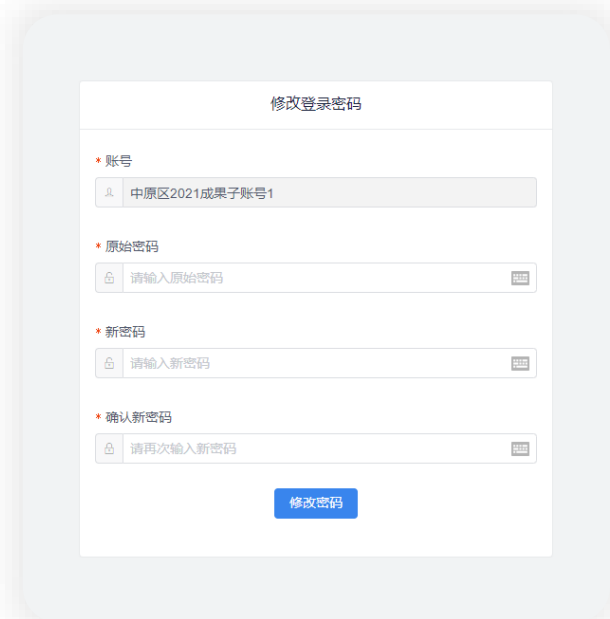 修改登录密码
* 账号
中原区2021成果子账号1
* 原始密码
请输入原始密码
* 新密码
请输入新密码
* 确认新密码
请再次输入新密码
修改密码